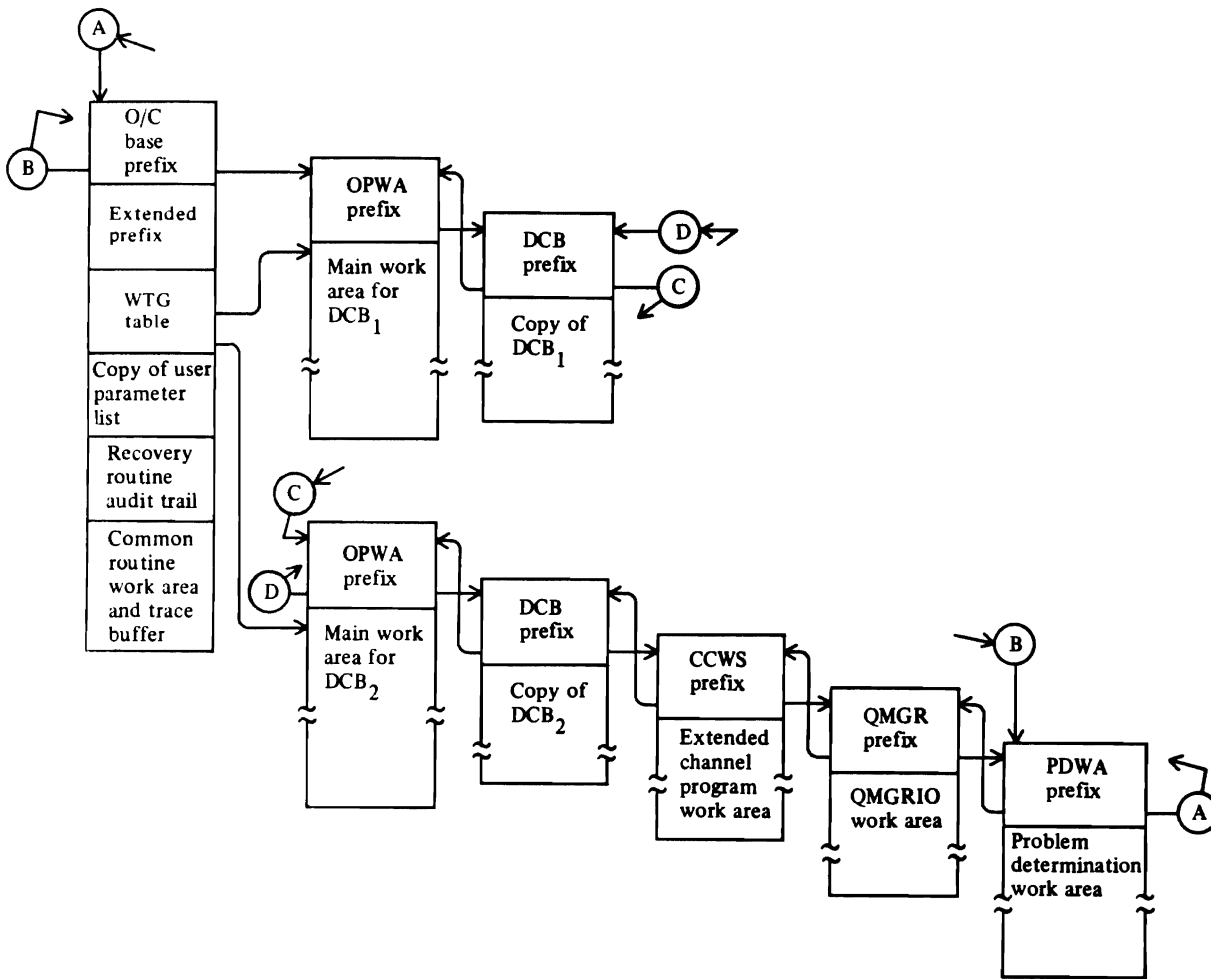 A
O/C
base
prefix
B
Extended
prefix
WTG
table
Copy of user
parameter
list
Recovery
routine
audit trail
Common
routine
work area
and trace
buffer
OPWA
prefix
Main work
area for
DCB1
DCB
prefix
Copy of
DCB1
D
C
C
D
OPWA
prefix
Main work
area for
DCB2
DCB
prefix
Copy of
DCB2
CCWS
prefix
Extended
channel
program
work area
QMGR
prefix
QMGRIO
work area
B
PDWA
prefix
A
Problem
determination
work area